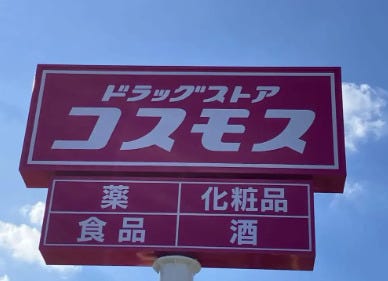 ドラッグストア
コスモス
薬 化粧品
食品 酒